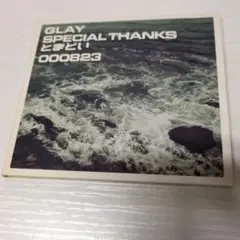 GLAY
SPECIAL THANKS
とまどい
000823